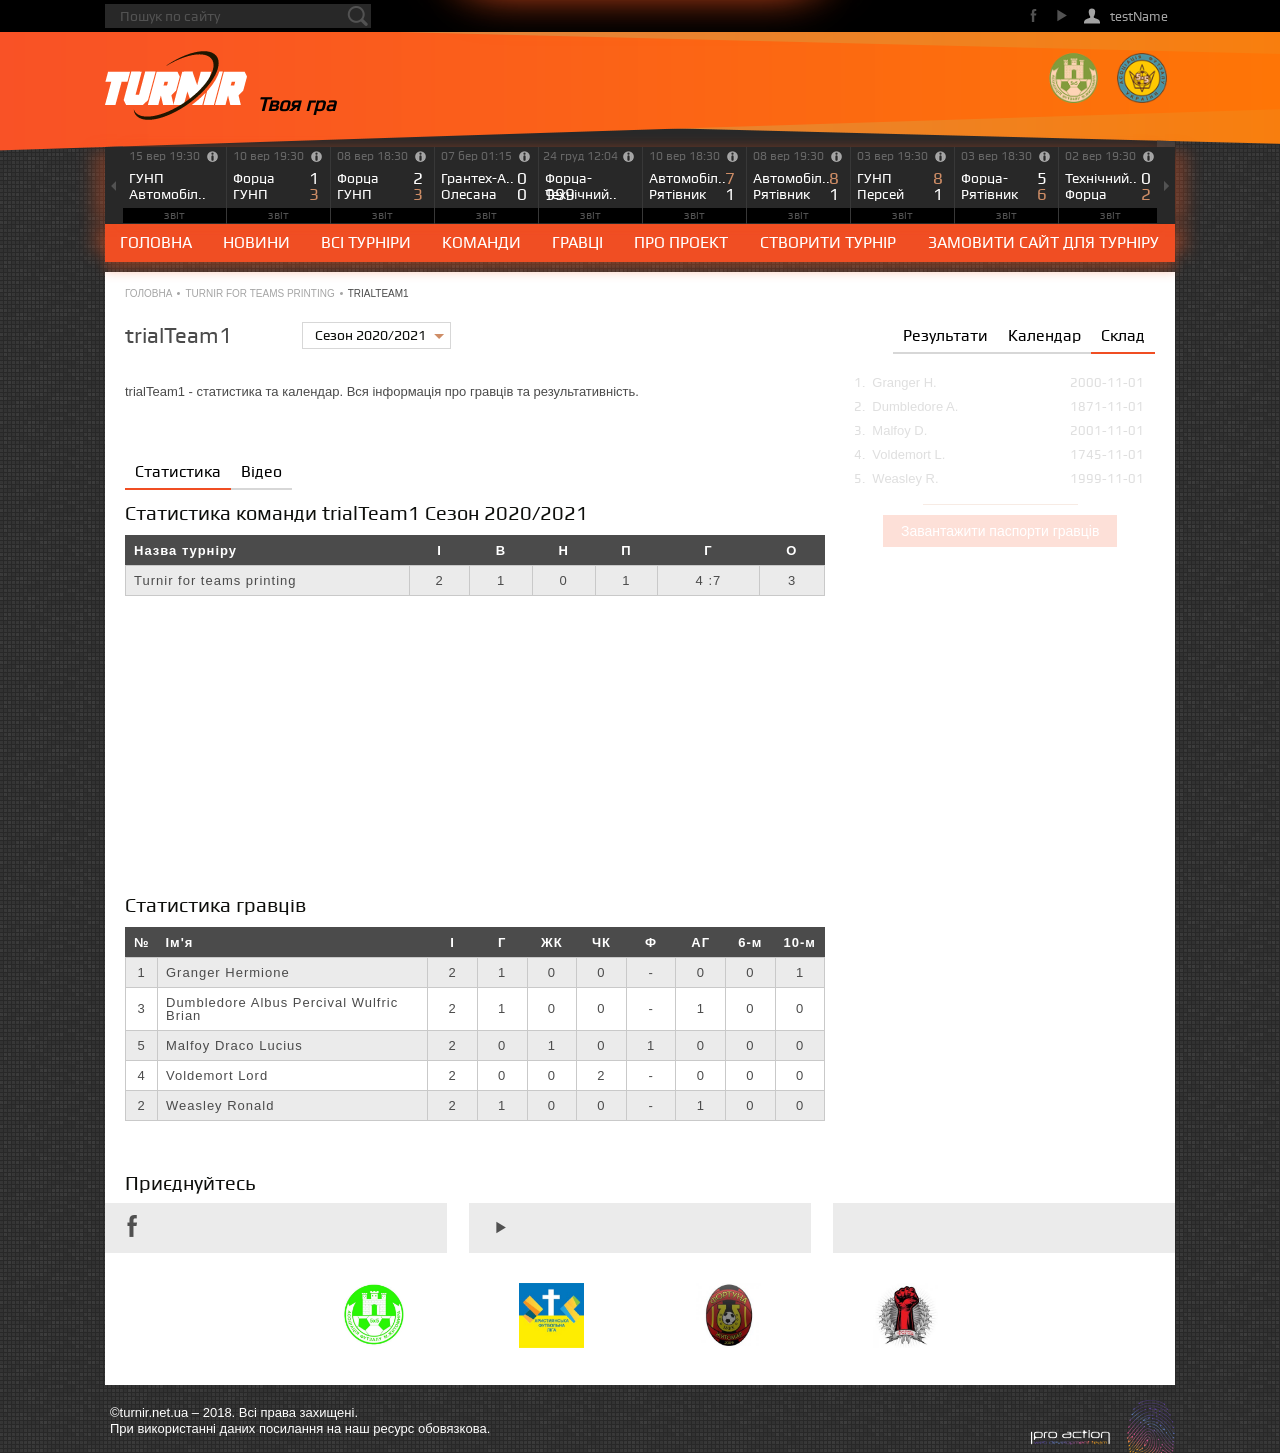 Пошук по сайту
testName
TURNIR
Твоя гра
15 вер 19:30 10 вер 19:30 08 вер 18:30 07 бер 01:15 24 груд 12:04 10 вер 18:30 08 вер 19:30 03 вер 19:30 03 вер 18:30 02 вер 19:30
ГУНП Форца 1 Форца 2 Грантех-А.. 0 Форца- Автомобіл.. 7 Автомобіл.. 8 ГУНП 8 Форца- 5 Технічний.. 0
Автомобіл.. ГУНП 3 ГУНП 3 Олесана 0 Технічний.. Рятівник 1 Рятівник 1 Персей 1 Рятівник 6 Форца 2
ЗВІТ ЗВІТ ЗВІТ ЗВІТ ЗВІТ ЗВІТ ЗВІТ ЗВІТ ЗВІТ ЗВІТ
ГОЛОВНА НОВИНИ ВСІ ТУРНІРИ КОМАНДИ ГРАВЦІ ПРО ПРОЕКТ СТВОРИТИ ТУРНІР ЗАМОВИТИ САЙТ ДЛЯ ТУРНІРУ
ГОЛОВНА • TURNIR FOR TEAMS PRINTING • TRIALTEAM1
trialTeam1
Сезон 2020/2021
Результати Календар Склад
trialTeam1 - статистика та календар. Вся інформація про гравців та результативність.
1. Granger H. 2000-11-01
2. Dumbledore A. 1871-11-01
3. Malfoy D. 2001-11-01
4. Voldemort L. 1745-11-01
5. Weasley R. 1999-11-01
Завантажити паспорти гравців
Статистика Відео
Статистика команди trialTeam1 Сезон 2020/2021
Назва турніру І В Н П Г О
Turnir for teams printing 2 1 0 1 4 :7 3
Статистика гравців
№ Ім'я І Г ЖК ЧК Ф АГ 6-м 10-м
1 Granger Hermione 2 1 0 0 - 0 0 1
3 Dumbledore Albus Percival Wulfric Brian 2 1 0 0 - 1 0 0
5 Malfoy Draco Lucius 2 0 1 0 1 0 0 0
4 Voldemort Lord 2 0 0 2 - 0 0 0
2 Weasley Ronald 2 1 0 0 - 1 0 0
Приєднуйтесь
ХРИСТИЯНСЬКА
ФУТБОЛЬНА
ЛІГА
©turnir.net.ua – 2018. Всі права захищені.
При використанні даних посилання на наш ресурс обовязкова.
pro action